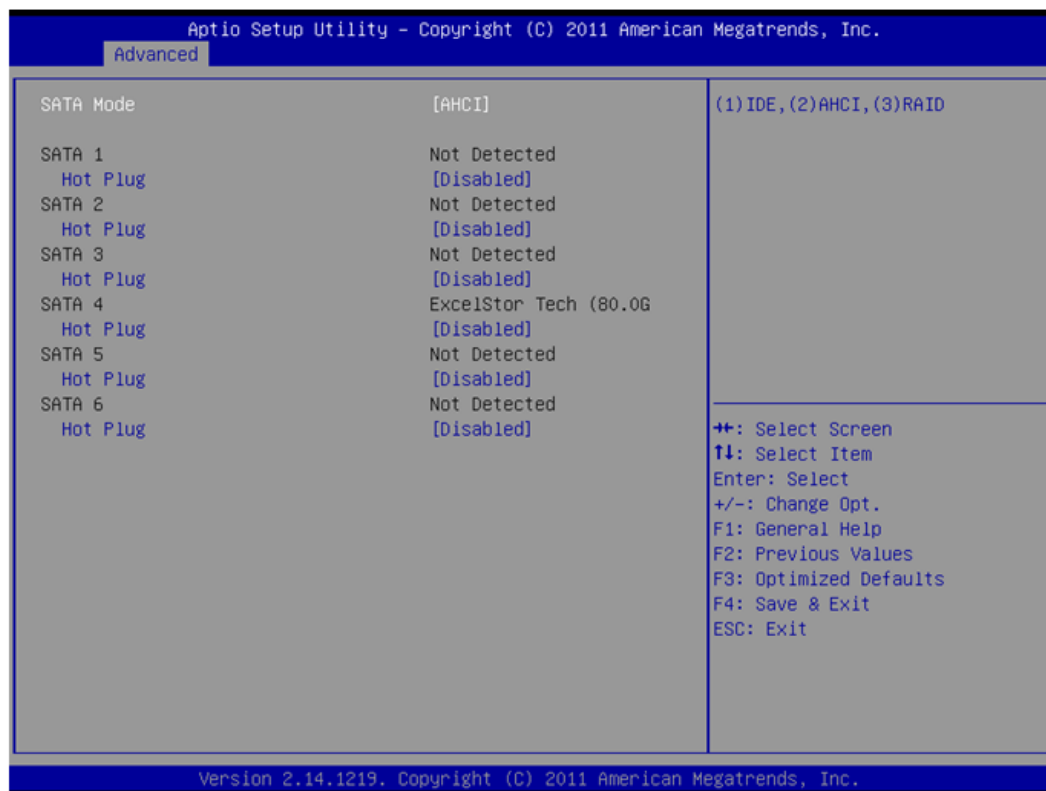 Aptio Setup Utility – Copyright (C) 2011 American Megatrends, Inc.
Advanced
SATA Mode [AHCI]
SATA 1 Not Detected
Hot Plug [Disabled]
SATA 2 Not Detected
Hot Plug [Disabled]
SATA 3 Not Detected
Hot Plug [Disabled]
SATA 4 ExcelStor Tech (80.0G
Hot Plug [Disabled]
SATA 5 Not Detected
Hot Plug [Disabled]
SATA 6 Not Detected
Hot Plug [Disabled]
(1)IDE,(2)AHCI,(3)RAID
→←: Select Screen
↑↓: Select Item
Enter: Select
+/-: Change Opt.
F1: General Help
F2: Previous Values
F3: Optimized Defaults
F4: Save & Exit
ESC: Exit
Version 2.14.1219. Copyright (C) 2011 American Megatrends, Inc.